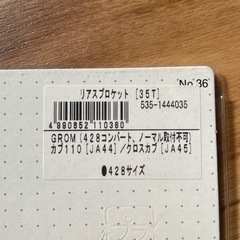 No 36
リアスプロケット [35T]
535-1444035
4990852110360
GROM (428コンバート、ノーマル取付不可)
カブ110 [JA44] /クロスカブ [JA45]
●428サイズ